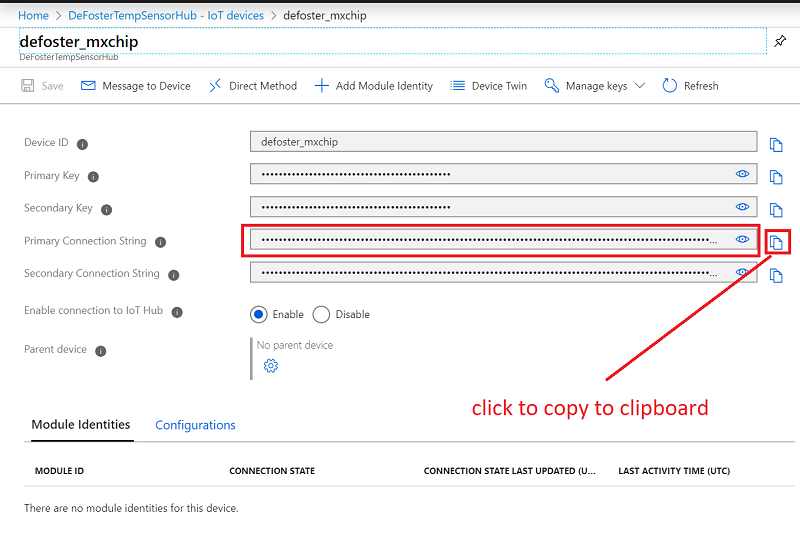 Home > DeFosterTempSensorHub - IoT devices > defoster_mxchip
defoster_mxchip
DeFosterTempSensorHub
Save Message to Device Direct Method Add Module Identity Device Twin Manage keys Refresh
Device ID defoster_mxchip
Primary Key ••••••••••••••••••••••••••••••••••••••••••••
Secondary Key ••••••••••••••••••••••••••••••••••••••••••••
Primary Connection String ••••••••••••••••••••••••••••••••••••••••••••••••••••••••••••••••••••••••••••••••••••••••••••••••••••...
Secondary Connection String ••••••••••••••••••••••••••••••••••••••••••••••••••••••••••••••••••••••••••••••••••••••••••••••••••••...
Enable connection to IoT Hub Enable Disable
Parent device No parent device
click to copy to clipboard
Module Identities Configurations
MODULE ID CONNECTION STATE CONNECTION STATE LAST UPDATED (U... LAST ACTIVITY TIME (UTC)
There are no module identities for this device.